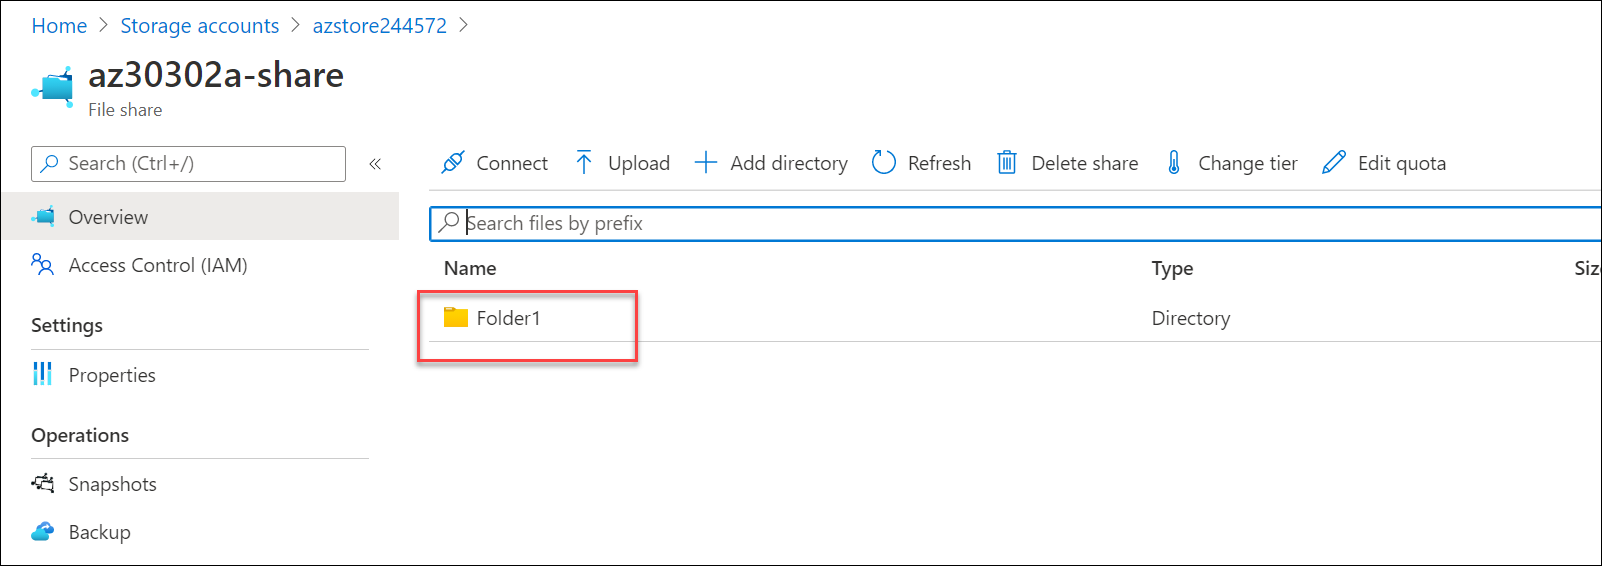 Home > Storage accounts > azstore244572 >
az30302a-share
File share
Search (Ctrl+/)
«
Connect
Upload
Add directory
Refresh
Delete share
Change tier
Edit quota
Overview
Search files by prefix
Access Control (IAM)
Name
Type
Siz
Settings
Folder1
Directory
Properties
Operations
Snapshots
Backup